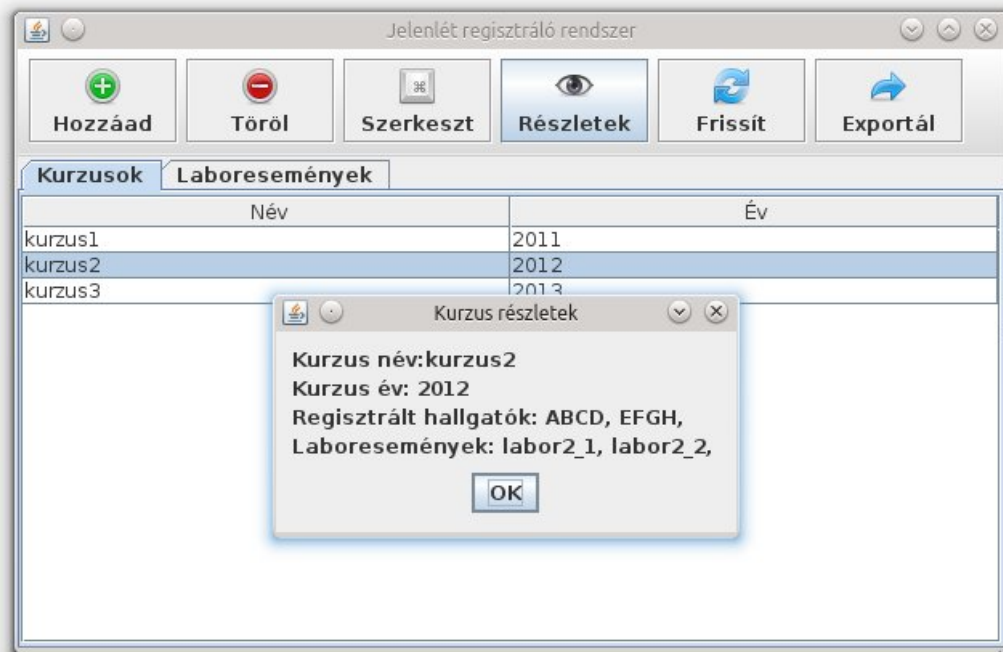 Jelenlét regisztráló rendszer
Hozzáad Töröl Szerkeszt Részletek Frissít Exportál
Kurzusok Laboresemények
Név Év
kurzus1 2011
kurzus2 2012
kurzus3 2013
Kurzus részletek
Kurzus név:kurzus2
Kurzus év: 2012
Regisztrált hallgatók: ABCD, EFGH,
Laboresemények: labor2_1, labor2_2,
OK